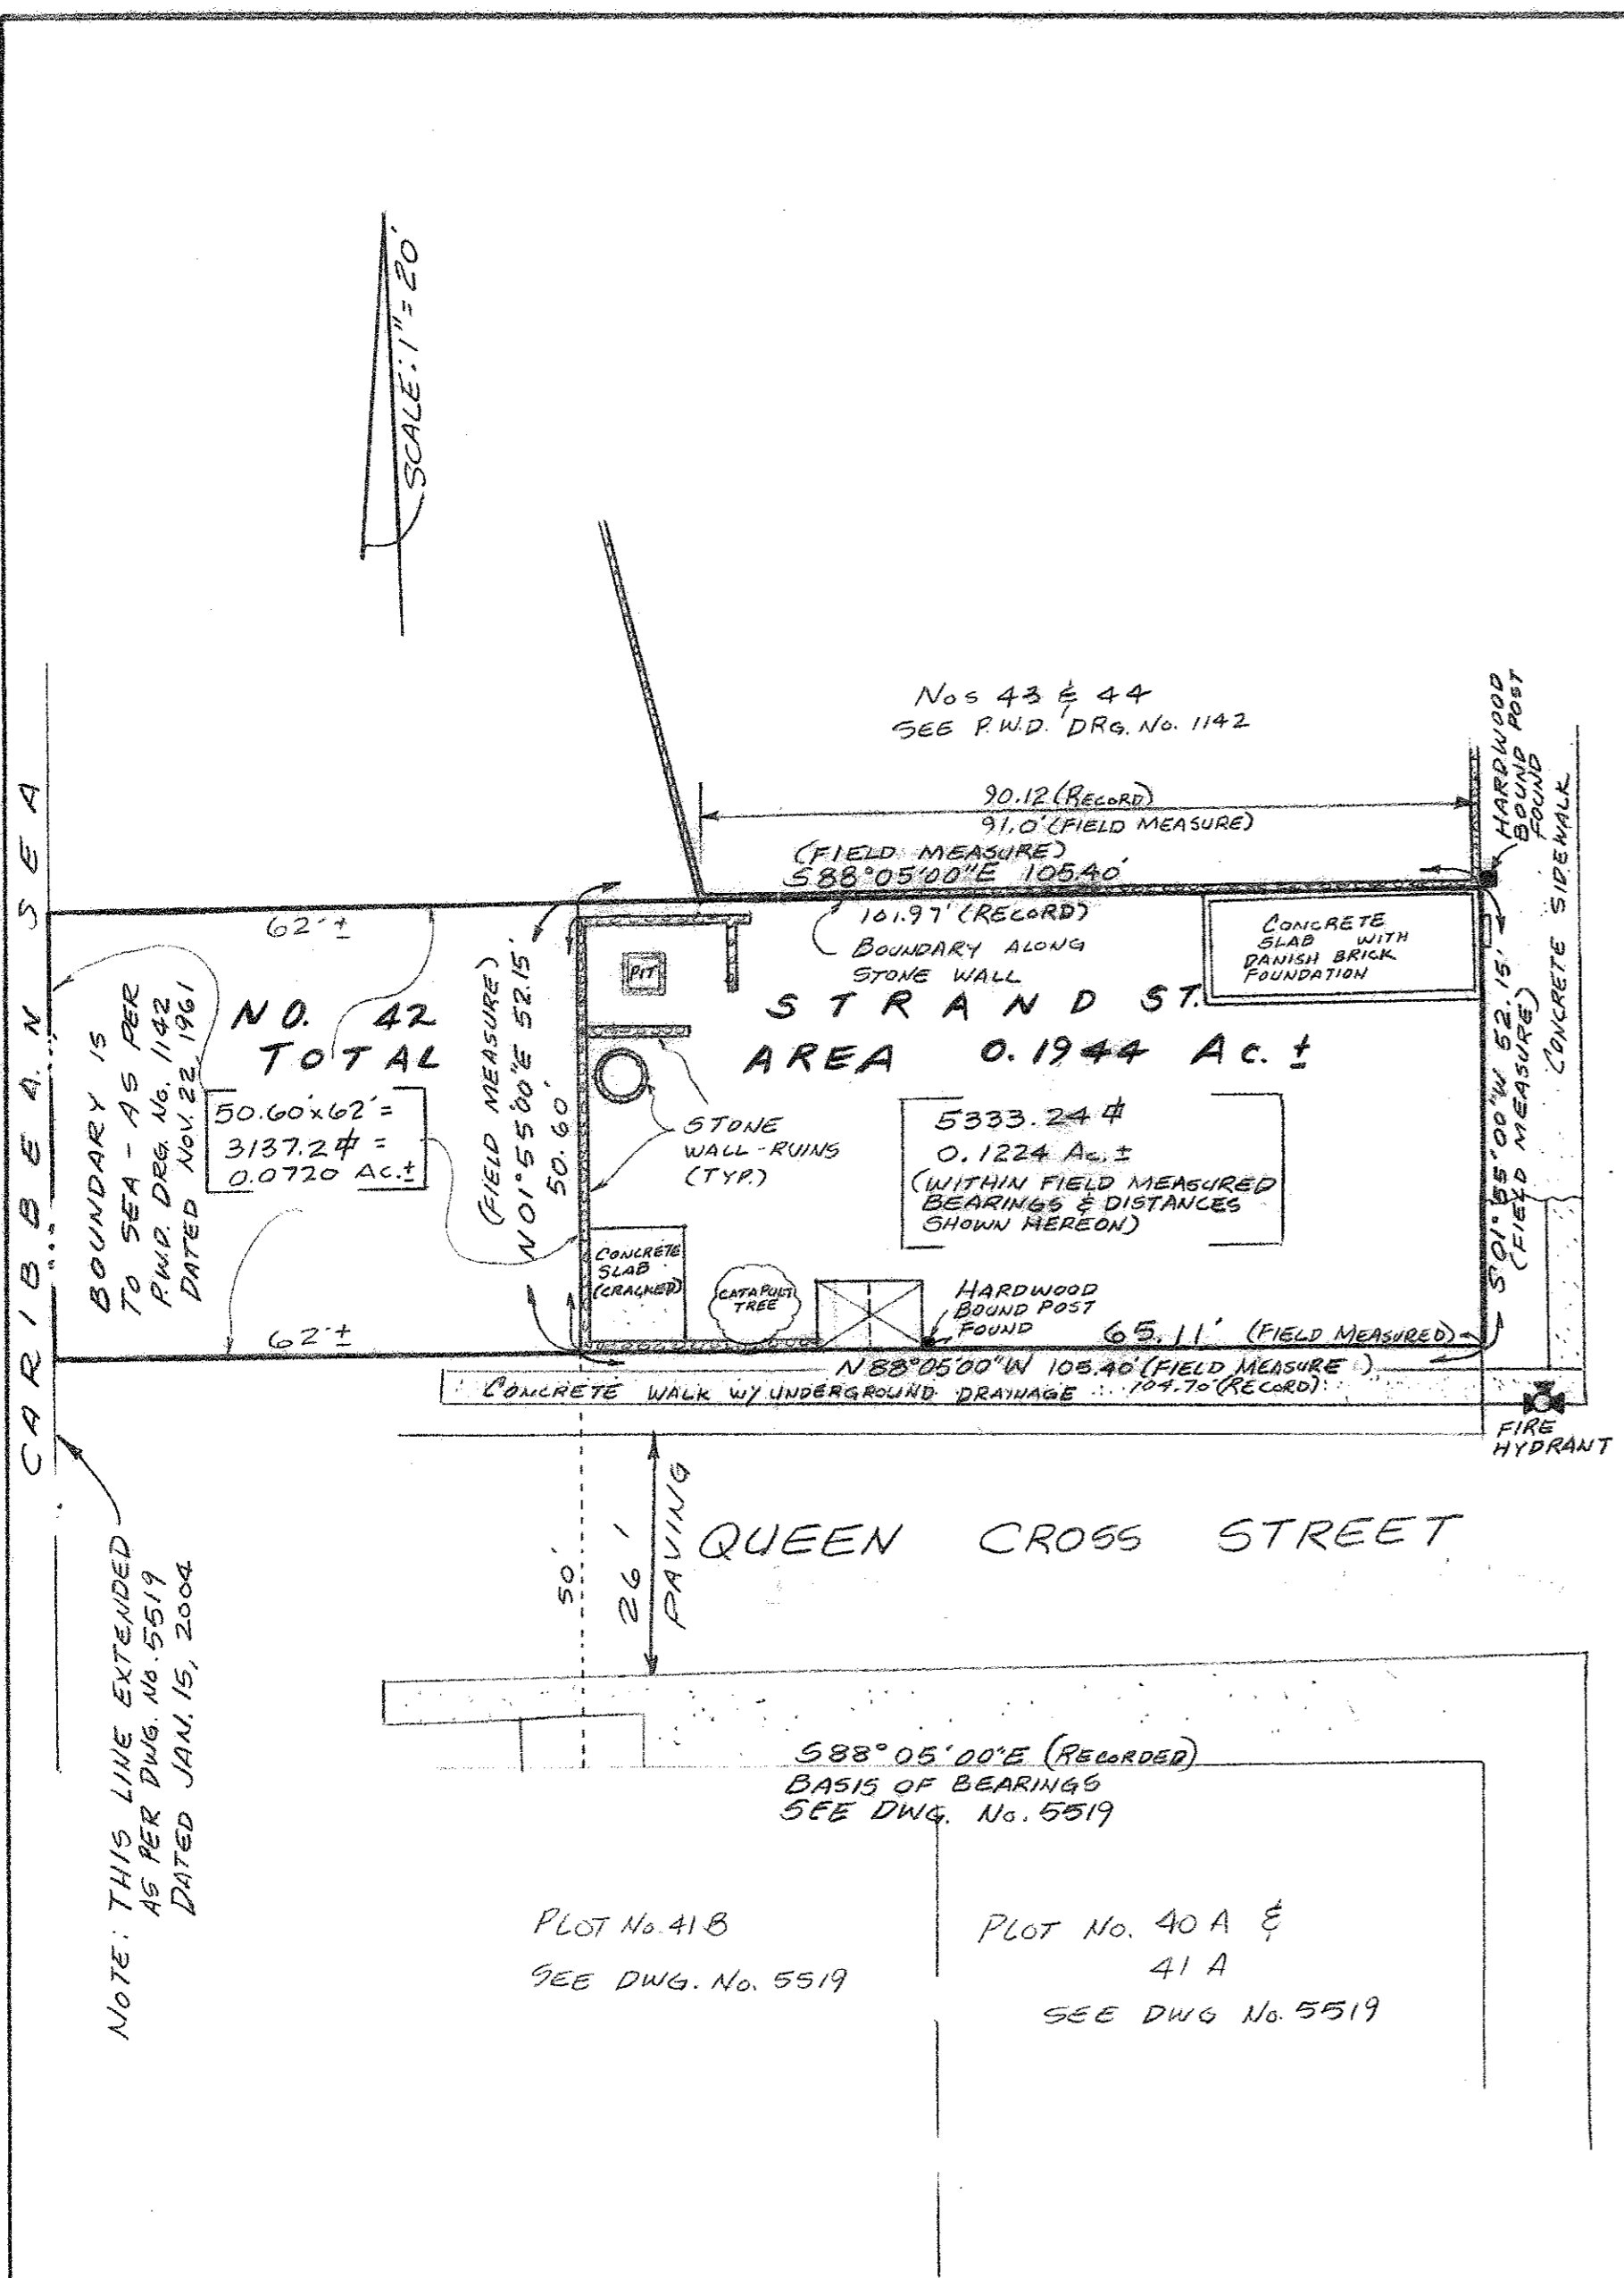 SCALE: 1" = 20'
Nos 43 & 44
SEE P.W.D. DRG. No. 1142
90.12 (RECORD)
91.0' (FIELD MEASURE)
(FIELD MEASURE)
S88°05'00"E 105.40'
101.97' (RECORD)
BOUNDARY ALONG
STONE WALL
HARDWOOD
BOUND POST
FOUND
CONCRETE SIDEWALK
CONCRETE
SLAB WITH
DANISH BRICK
FOUNDATION
S01°55'00"W 52.15'
(FIELD MEASURE)
CARIBBEAN SEA
62'±
BOUNDARY IS
TO SEA - AS PER
P.W.D. DRG. No. 1142
DATED NOV. 22, 1961
NO. 42 STRAND ST.
TOTAL AREA 0.1944 Ac. ±
50.60' x 62' =
3137.2 ⏍ =
0.0720 Ac.±
(FIELD MEASURE)
N01°55'00"E 52.15'
50.60'
PIT
STONE
WALL-RUINS
(TYP.)
5333.24 ⏍
0.1224 Ac.±
(WITHIN FIELD MEASURED
BEARINGS & DISTANCES
SHOWN HEREON)
CONCRETE
SLAB
(CRACKED)
CATAPULT
TREE
HARDWOOD
BOUND POST
FOUND
65.11' (FIELD MEASURED)
62'±
N88°05'00"W 105.40' (FIELD MEASURE)
CONCRETE WALK W/ UNDERGROUND DRAINAGE
104.70' (RECORD)
FIRE
HYDRANT
50'
26'
PAVING
QUEEN CROSS STREET
NOTE: THIS LINE EXTENDED
AS PER DWG. No. 5519
DATED JAN. 15, 2004
S88°05'00"E (RECORDED)
BASIS OF BEARINGS
SEE DWG. No. 5519
PLOT No. 41B
SEE DWG. No. 5519
PLOT No. 40A &
41A
SEE DWG No. 5519